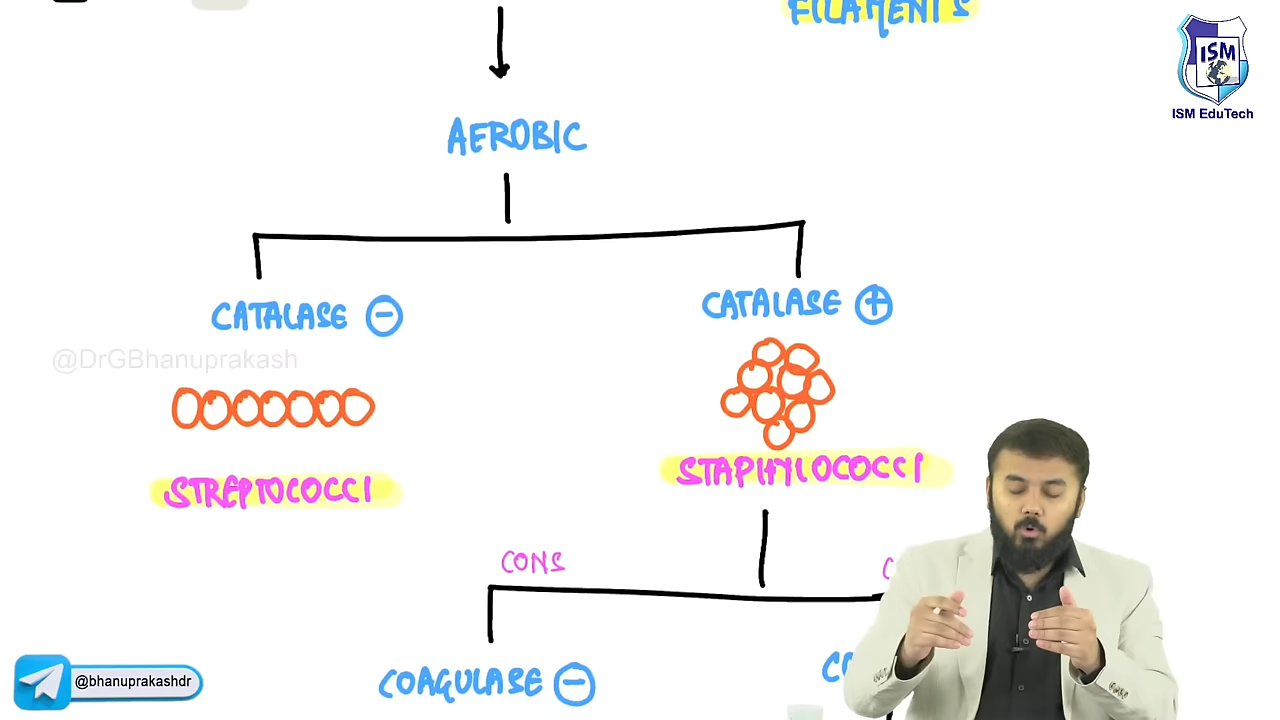 FILAMENTS
ISM
ISM EduTech
AEROBIC
CATALASE −
CATALASE +
@DrGBhanuprakash
STREPTOCOCCI
STAPHYLOCOCCI
CONS
COAGULASE −
@bhanuprakashdr